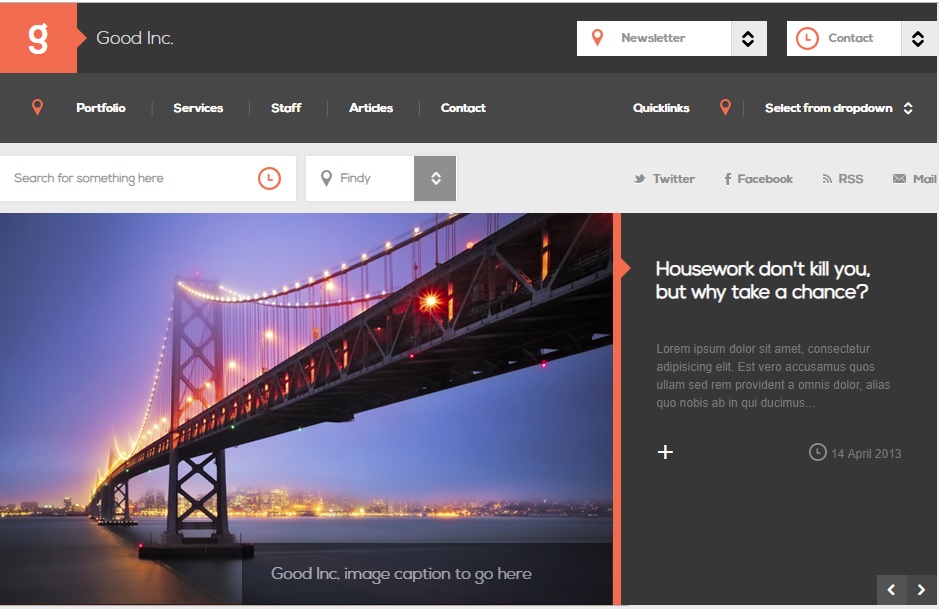 g
Good Inc.
Newsletter
Contact
Portfolio
Services
Staff
Articles
Contact
Quicklinks
Select from dropdown
Search for something here
Findy
Twitter
Facebook
RSS
Mail
Housework don't kill you,
but why take a chance?
Lorem ipsum dolor sit amet, consectetur
adipisicing elit. Est vero accusamus quos
ullam sed rem provident a omnis dolor, alias
quo nobis ab in qui ducimus...
14 April 2013
Good Inc. image caption to go here